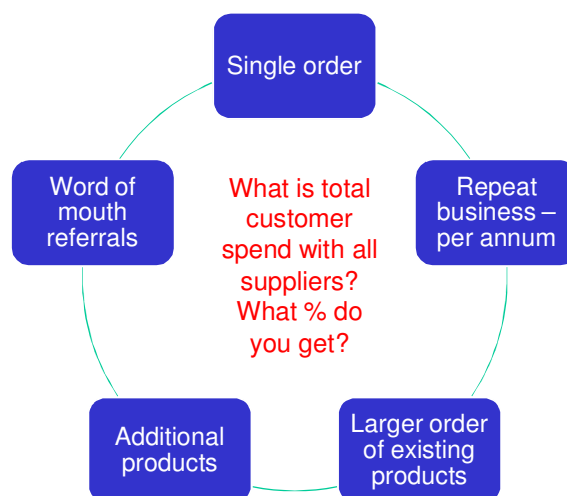 Single order
Repeat
business –
per annum
Larger order
of existing
products
Additional
products
Word of
mouth
referrals
What is total
customer
spend with all
suppliers?
What % do
you get?